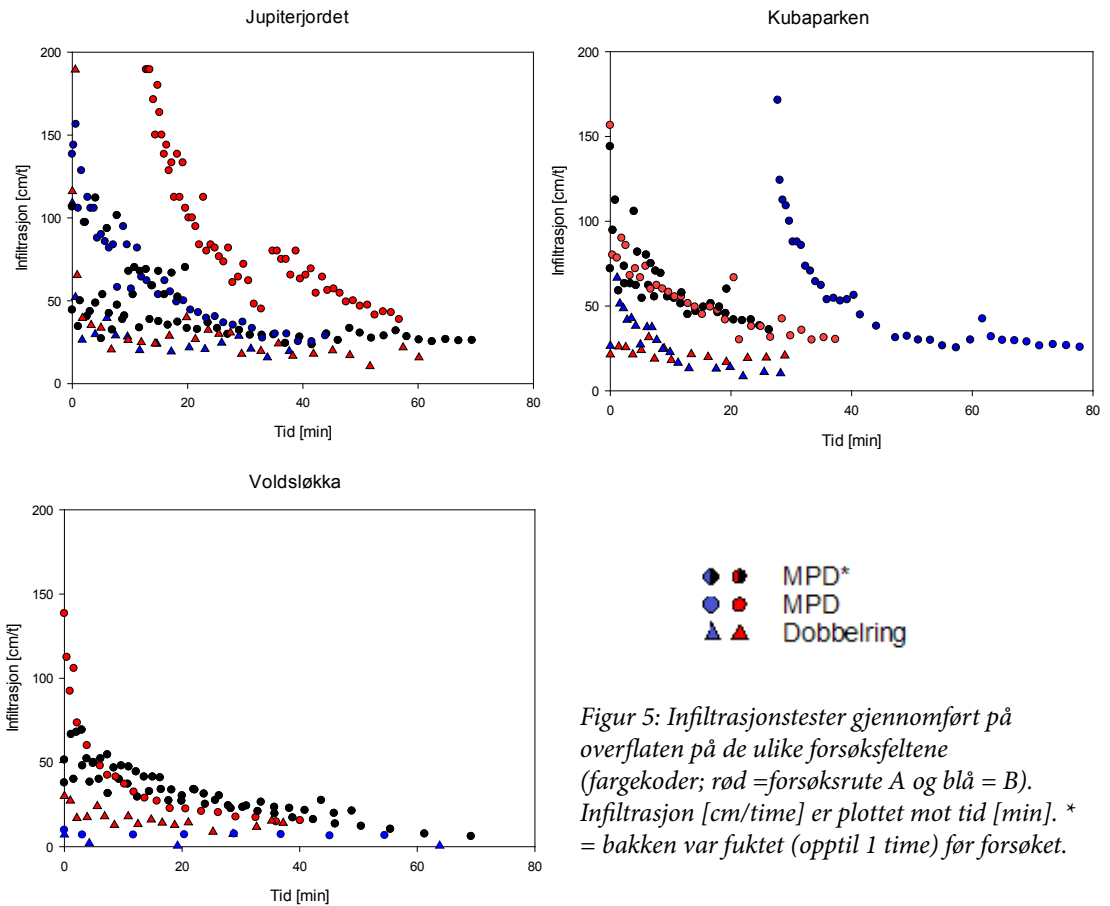 Jupiterjordet
200
150
100
50
0
Infiltrasjon [cm/t]
0 20 40 60 80
Tid [min]
Kubaparken
200
150
100
50
0
Infiltrasjon [cm/t]
0 20 40 60 80
Tid [min]
Voldsløkka
200
150
100
50
0
Infiltrasjon [cm/t]
0 20 40 60 80
Tid [min]
MPD*
MPD
Dobbelring
Figur 5: Infiltrasjonstester gjennomført på
overflaten på de ulike forsøksfeltene
(fargekoder; rød =forsøksrute A og blå = B).
Infiltrasjon [cm/time] er plottet mot tid [min]. *
= bakken var fuktet (opptil 1 time) før forsøket.